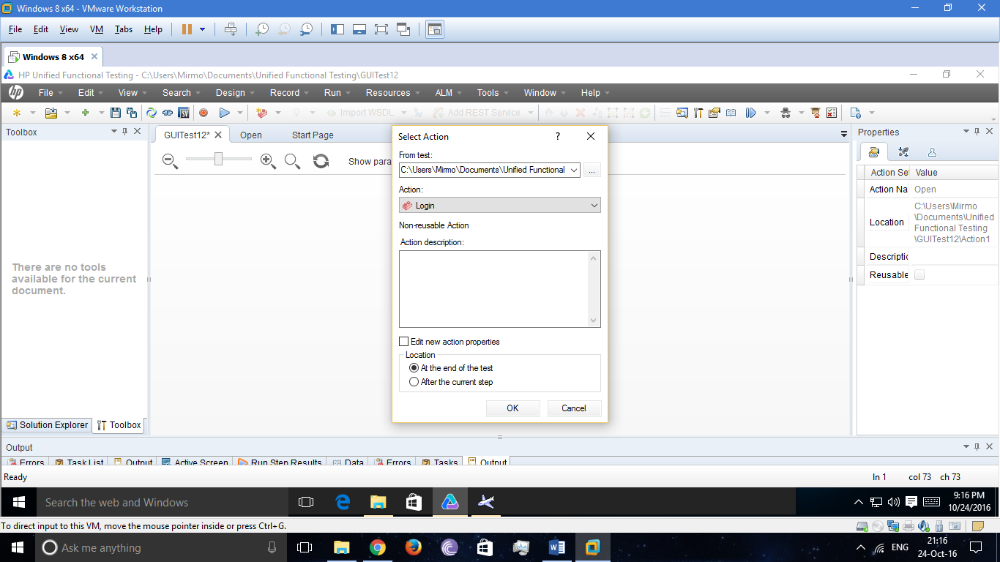 Windows 8 x64 - VMware Workstation
File Edit View VM Tabs Help
Windows 8 x64
HP Unified Functional Testing - C:\Users\Mirmo\Documents\Unified Functional Testing\GUITest12
hp File Edit View Search Design Record Run Resources ALM Tools Window Help
Import WSDL Add REST Service
Toolbox
GUITest12* Open Start Page
Show para
There are no tools
available for the current
document.
Solution Explorer Toolbox
Select Action ?
From test:
C:\Users\Mirmo\Documents\Unified Functional ...
Action:
Login
Non-reusable Action
Action description:
Edit new action properties
Location
At the end of the test
After the current step
OK Cancel
Properties
Action Set Value
Action Na Open
Location C:\Users\Mirmo
\Documents\Unified
Functional Testing
\GUITest12\Action1
Descriptic
Reusable
Output
Errors Task List Output Active Screen Run Step Results Data Errors Tasks Output
Ready ln 1 col 73 ch 73
Search the web and Windows
9:16 PM
10/24/2016
To direct input to this VM, move the mouse pointer inside or press Ctrl+G.
Ask me anything
ENG
21:16
24-Oct-16